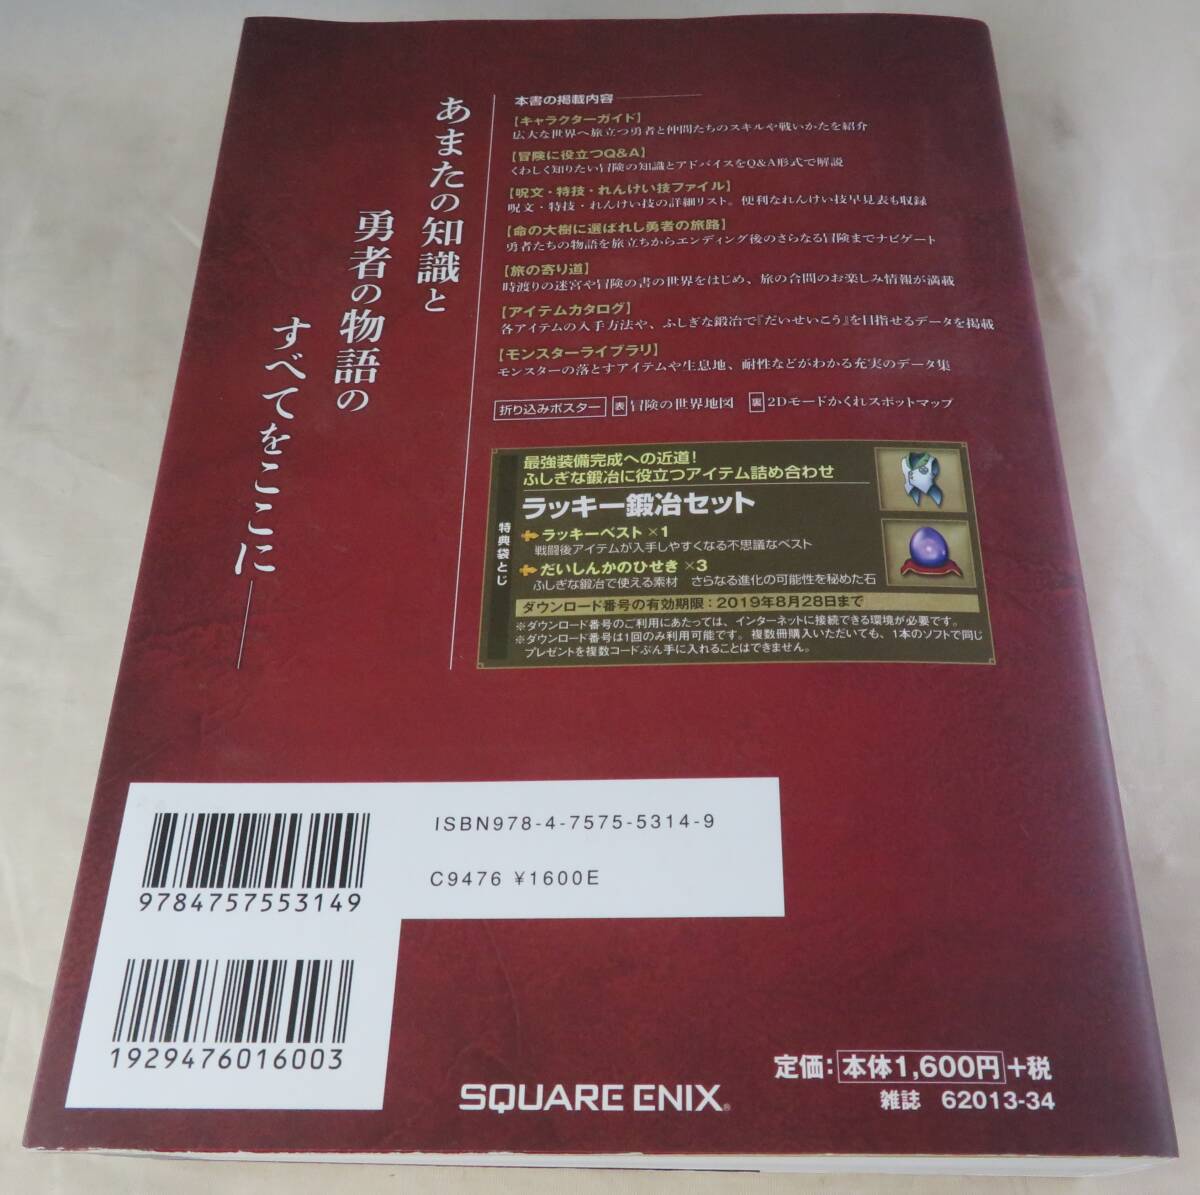 あまたの知識と
勇者の物語の
すべてをここに――
本書の掲載内容
【キャラクターガイド】
広大な世界へ旅立つ勇者と仲間たちのスキルや戦いかたを紹介
【冒険に役立つQ&A】
くわしく知りたい冒険の知識とアドバイスをQ&A形式で解説
【呪文・特技・れんけい技ファイル】
呪文・特技・れんけい技の詳細リスト。便利なれんけい技早見表も収録
【命の大樹に選ばれし勇者の旅路】
勇者たちの物語を旅立ちからエンディング後のさらなる冒険までナビゲート
【旅の寄り道】
時渡りの迷宮や冒険の書の世界をはじめ、旅の合間のお楽しみ情報が満載
【アイテムカタログ】
各アイテムの入手方法や、ふしぎな鍛冶で『だいせいこう』を目指せるデータを掲載
【モンスターライブラリ】
モンスターの落とすアイテムや生息地、耐性などがわかる充実のデータ集
折り込みポスター 表 冒険の世界地図 裏 2Dモードかくれスポットマップ
特典袋とじ
最強装備完成への近道!
ふしぎな鍛冶に役立つアイテム詰め合わせ
ラッキー鍛冶セット
ラッキーベスト×1
戦闘後アイテムが入手しやすくなる不思議なベスト
だいしんかのひせき×3
ふしぎな鍛冶で使える素材 さらなる進化の可能性を秘めた石
ダウンロード番号の有効期限:2019年8月28日まで
※ダウンロード番号のご利用にあたっては、インターネットに接続できる環境が必要です。
※ダウンロード番号は1回のみ利用可能です。複数冊購入いただいても、1本のソフトで同じ
プレゼントを複数コードぶん手に入れることはできません。
ISBN978-4-7575-5314-9
C9476 ¥1600E
9784757553149
1929476016003
定価:本体1,600円+税
雑誌 62013-34
SQUARE ENIX®